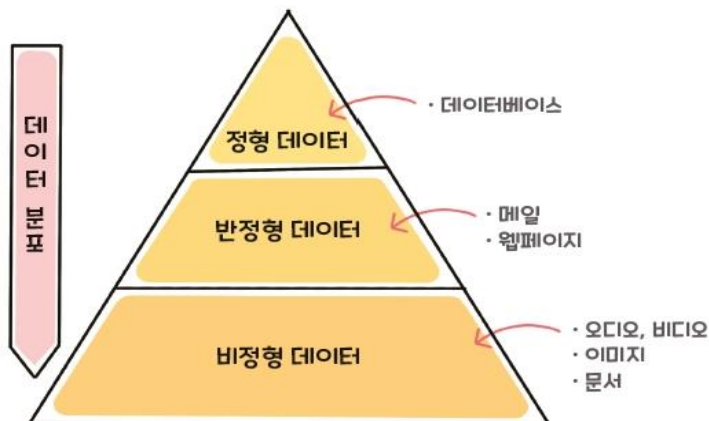 데이터 분포
정형 데이터
· 데이터베이스
반정형 데이터
· 메일
· 웹페이지
비정형 데이터
· 오디오, 비디오
· 이미지
· 문서